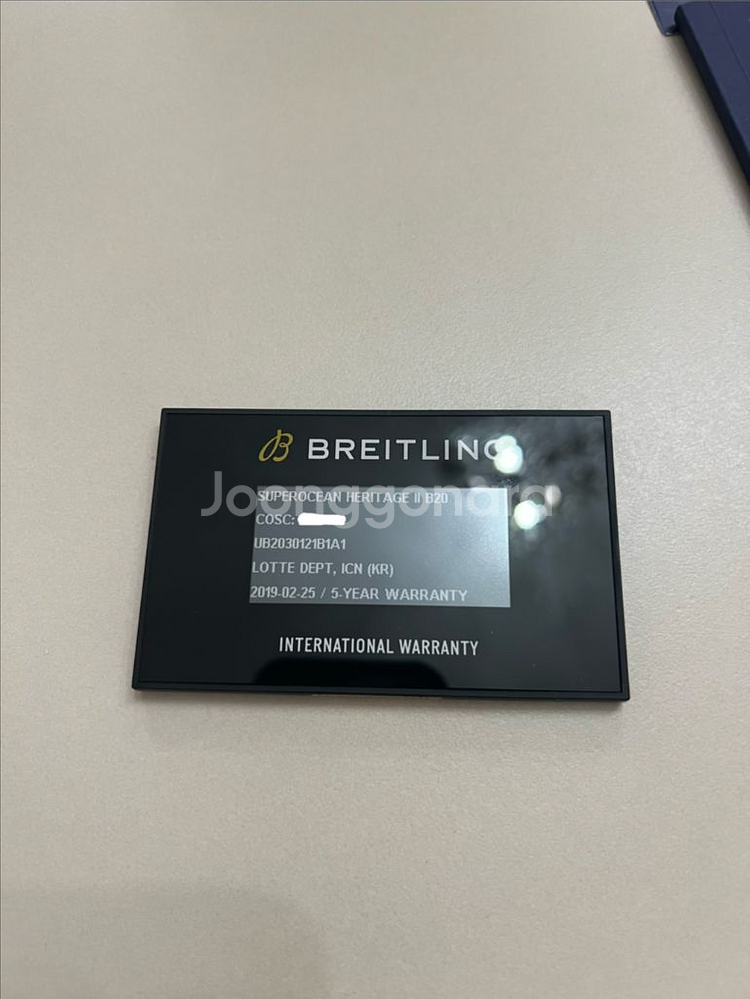 BREITLING
SUPEROCEAN HERITAGE II B20
COSC:
UB2030121B1A1
LOTTE DEPT, ICN (KR)
2019-02-25 / 5-YEAR WARRANTY
INTERNATIONAL WARRANTY
Joonggonara